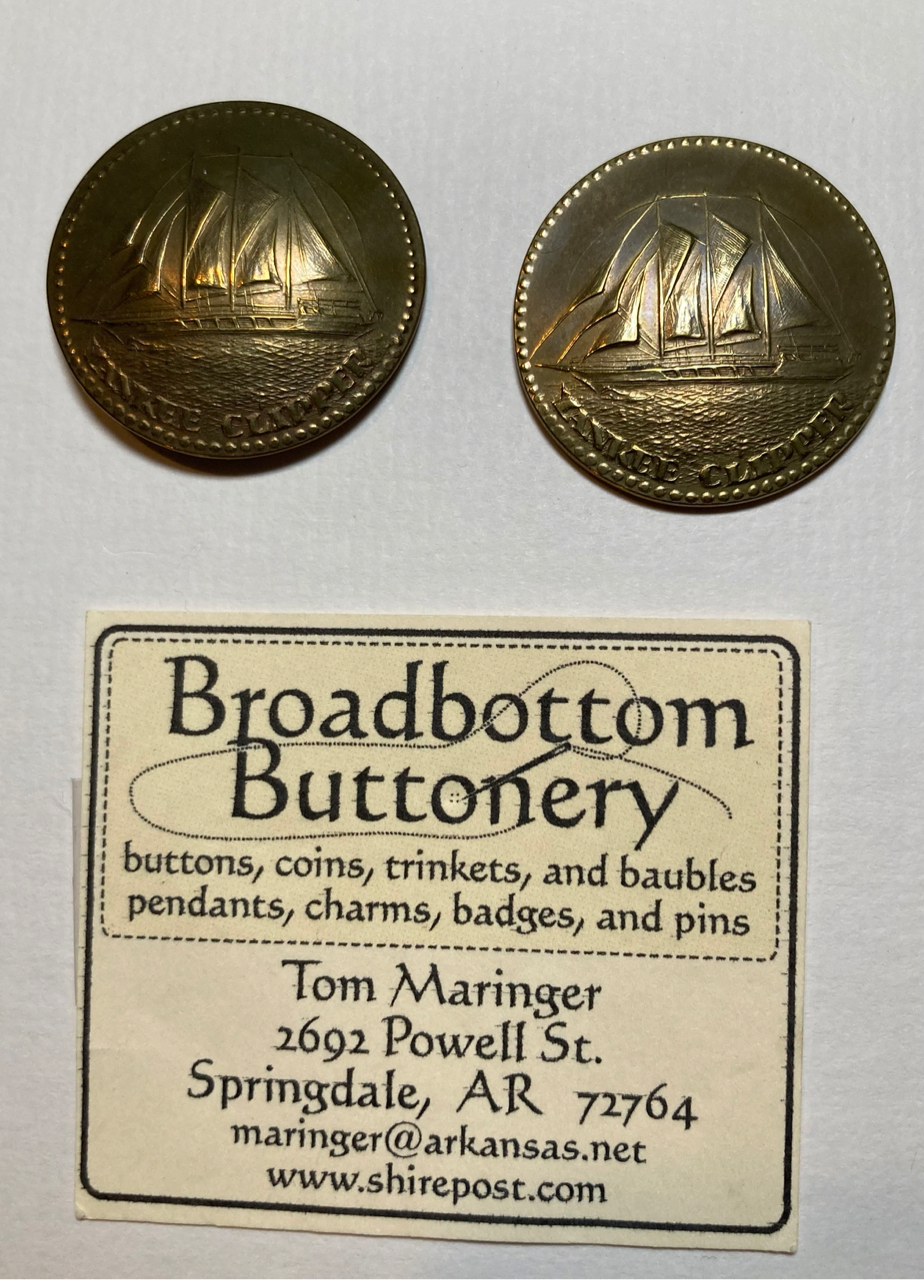 YANKEE CLIPPER
YANKEE CLIPPER
Broadbottom
Buttonery
buttons, coins, trinkets, and baubles
pendants, charms, badges, and pins
Tom Maringer
2692 Powell St.
Springdale, AR 72764
maringer@arkansas.net
www.shirepost.com